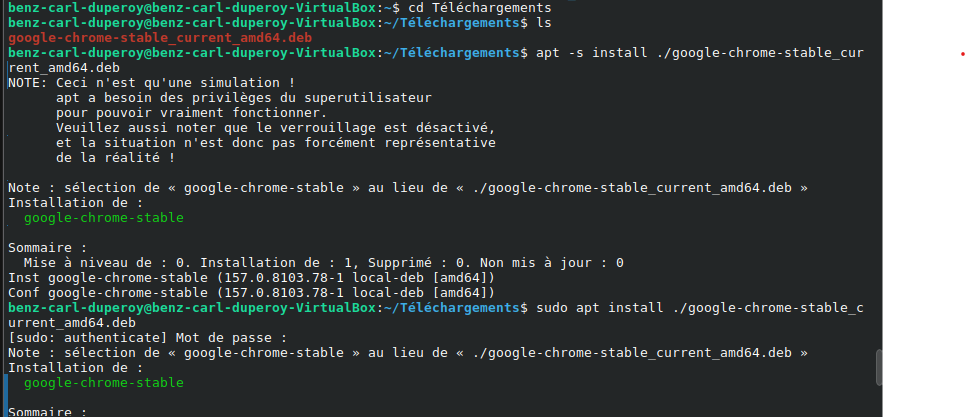 benz-carl-duperoy@benz-carl-duperoy-VirtualBox:~$ cd Téléchargements
benz-carl-duperoy@benz-carl-duperoy-VirtualBox:~/Téléchargements$ ls
google-chrome-stable_current_amd64.deb
benz-carl-duperoy@benz-carl-duperoy-VirtualBox:~/Téléchargements$ apt -s install ./google-chrome-stable_cur
rent_amd64.deb
NOTE: Ceci n'est qu'une simulation !
      apt a besoin des privilèges du superutilisateur
      pour pouvoir vraiment fonctionner.
      Veuillez aussi noter que le verrouillage est désactivé,
      et la situation n'est donc pas forcément représentative
      de la réalité !
Note : sélection de « google-chrome-stable » au lieu de « ./google-chrome-stable_current_amd64.deb »
Installation de :
  google-chrome-stable
Sommaire :
  Mise à niveau de : 0. Installation de : 1, Supprimé : 0. Non mis à jour : 0
Inst google-chrome-stable (157.0.8103.78-1 local-deb [amd64])
Conf google-chrome-stable (157.0.8103.78-1 local-deb [amd64])
benz-carl-duperoy@benz-carl-duperoy-VirtualBox:~/Téléchargements$ sudo apt install ./google-chrome-stable_c
urrent_amd64.deb
[sudo: authenticate] Mot de passe :
Note : sélection de « google-chrome-stable » au lieu de « ./google-chrome-stable_current_amd64.deb »
Installation de :
  google-chrome-stable
Sommaire :